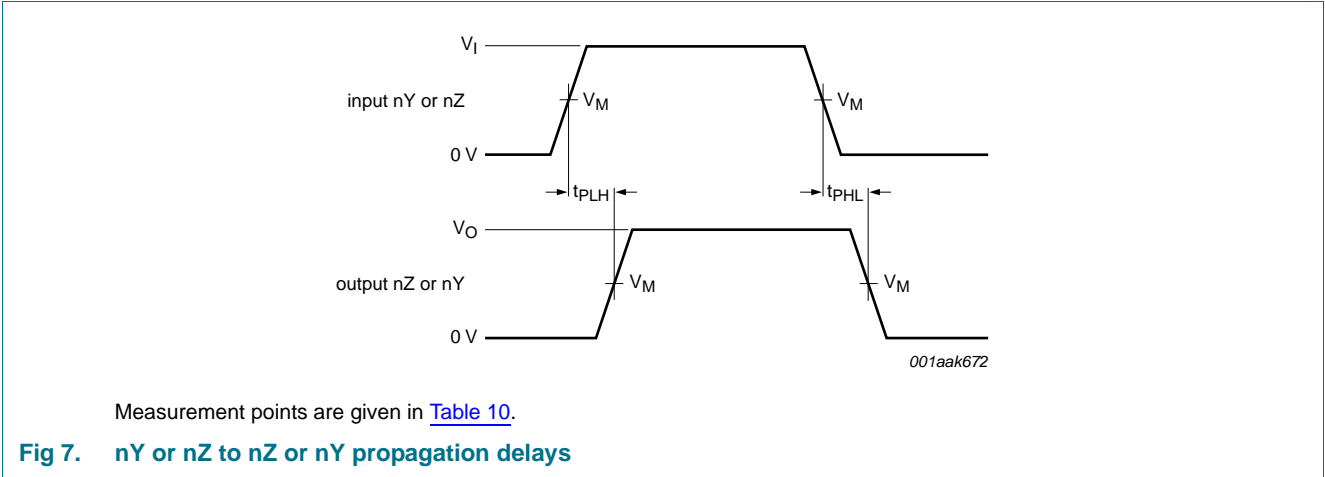 V_I
input nY or nZ
V_M
V_M
0 V
t_PLH
t_PHL
V_O
output nZ or nY
V_M
V_M
0 V
001aak672
Measurement points are given in Table 10.
Fig 7. nY or nZ to nZ or nY propagation delays